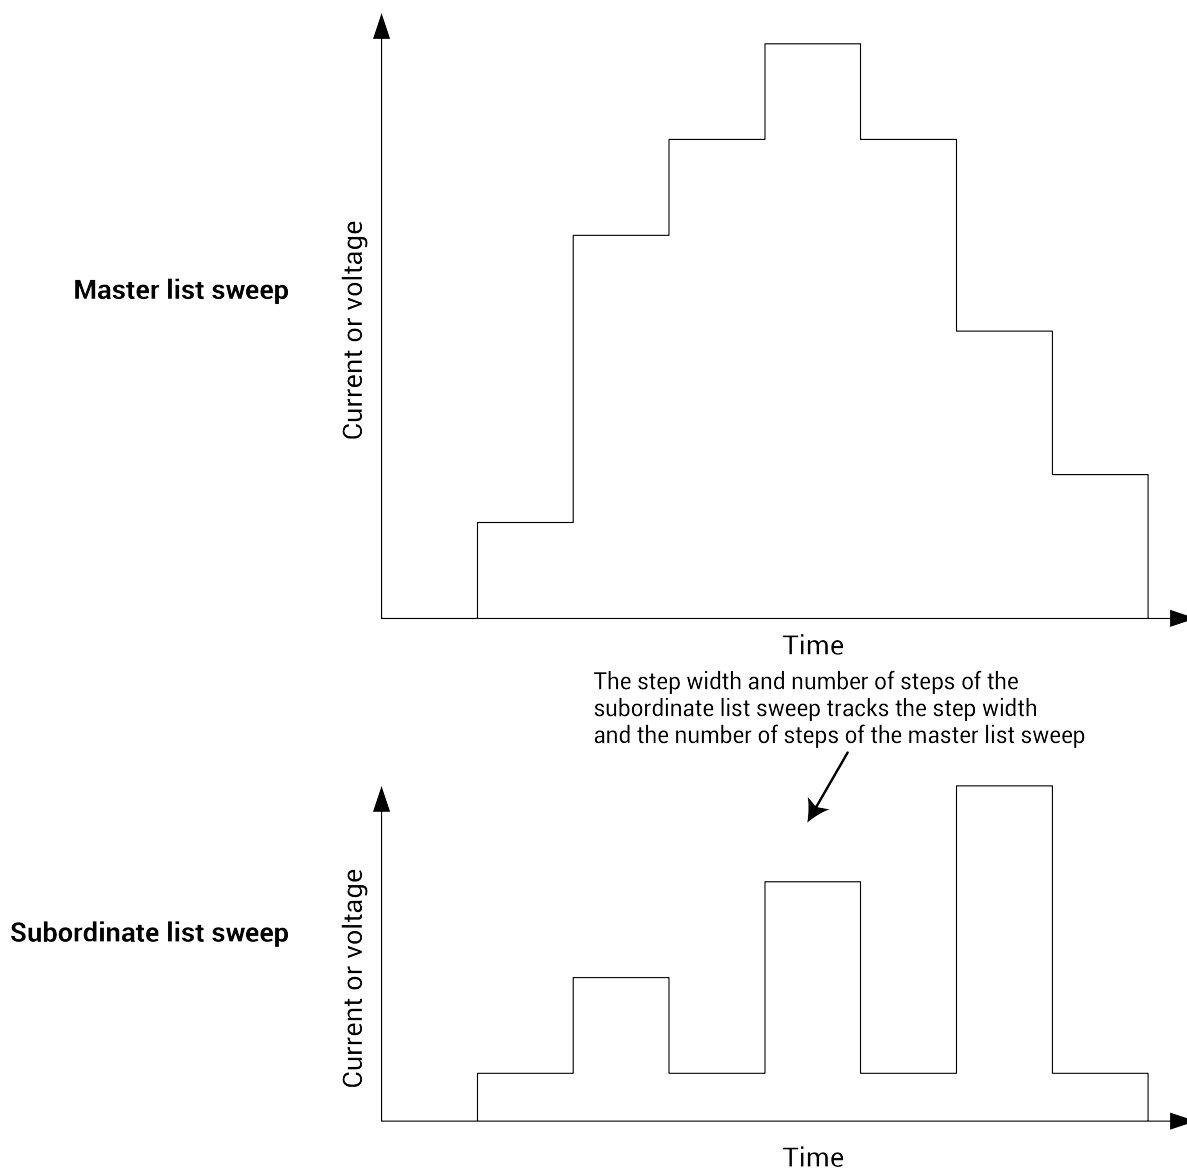 Master list sweep
Current or voltage
Time
The step width and number of steps of the
subordinate list sweep tracks the step width
and the number of steps of the master list sweep
Subordinate list sweep
Current or voltage
Time